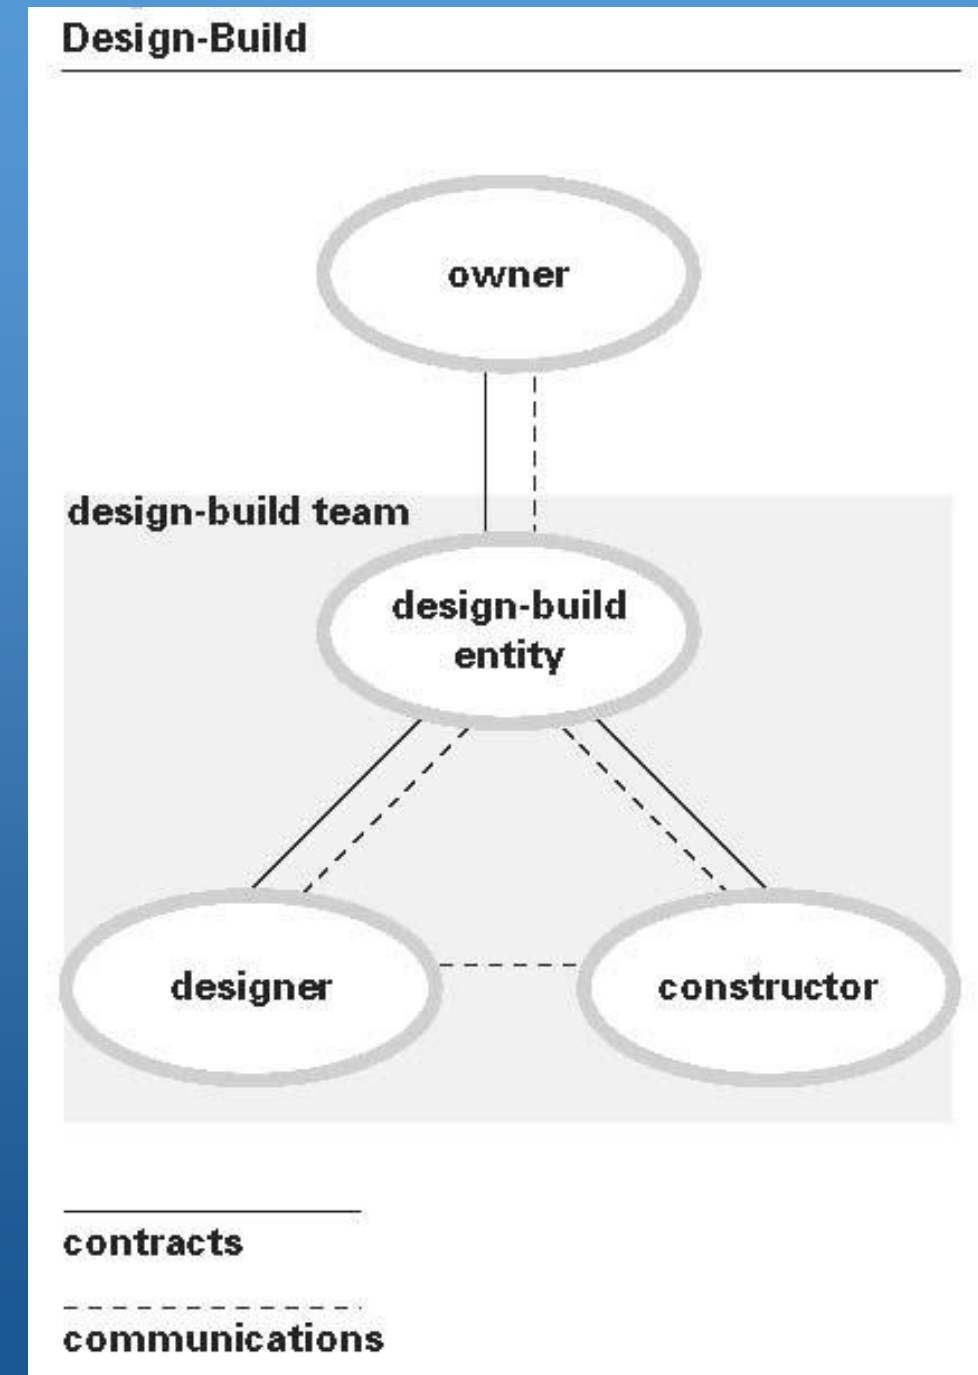 Design-Build
owner
design-build team
design-build
entity
designer
constructor
contracts
communications